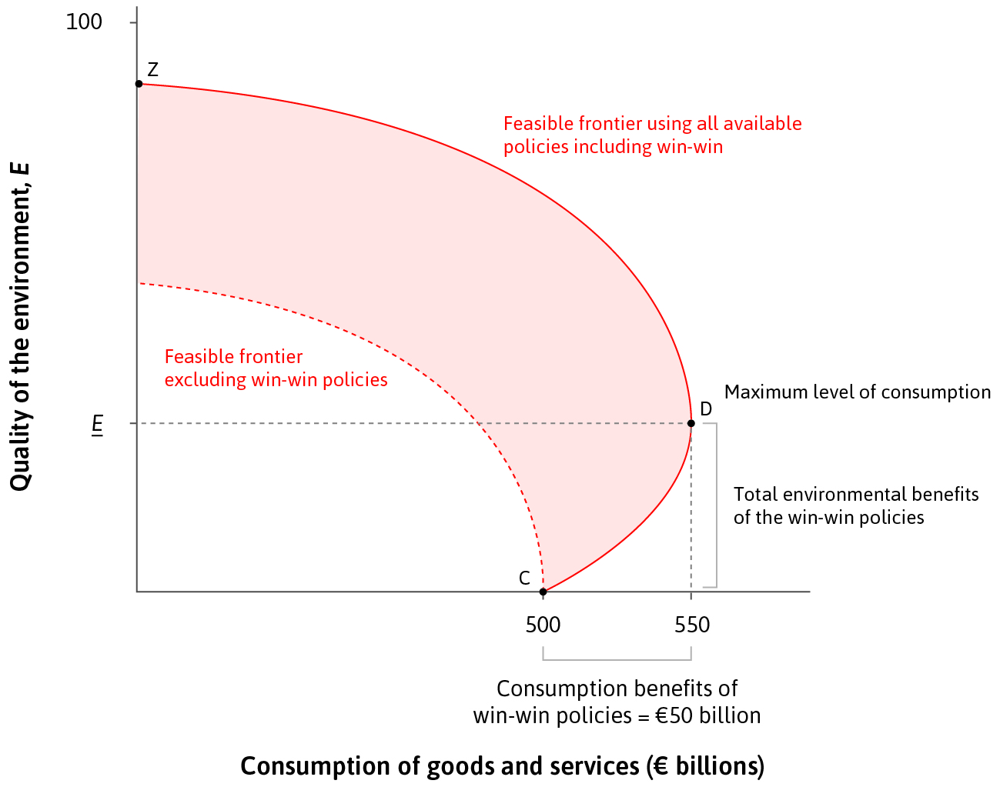 100
Z
Feasible frontier using all available
policies including win-win
Quality of the environment, E
Feasible frontier
excluding win-win policies
Maximum level of consumption
D
E
Total environmental benefits
of the win-win policies
C
500
550
Consumption benefits of
win-win policies = €50 billion
Consumption of goods and services (€ billions)